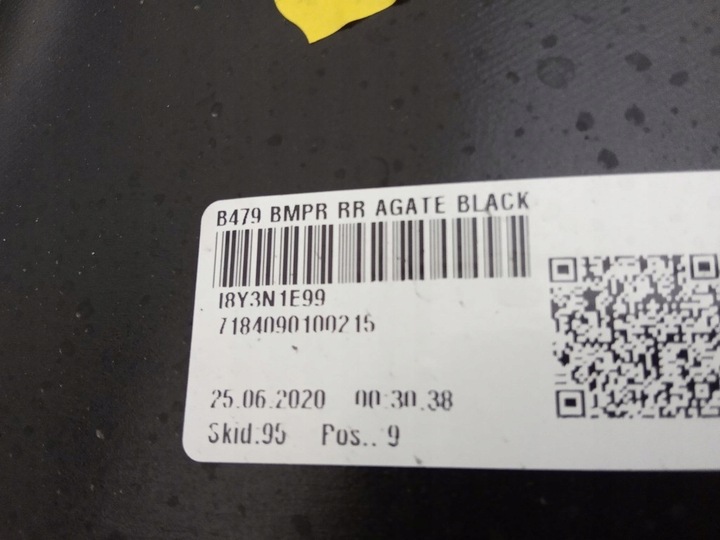 B479 BMPR RR AGATE BLACK
I8Y3N1E99
7184090100215
25.06.2020 00:30.38
Skid:95 Pos.. 9